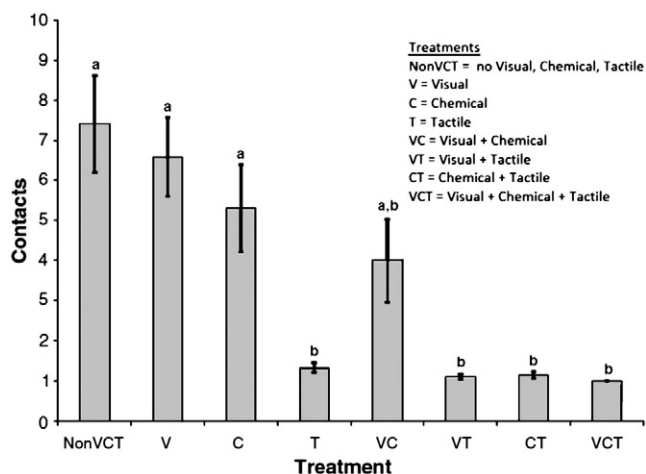 10
9
8
7
6
5
4
5
2
1
0
Contacts
a
a
a
b
a,b
b
b
b
Treatments
NonVCT = no Visual, Chemical, Tactile
V = Visual
C = Chemical
T = Tactile
VC = Visual + Chemical
VT = Visual + Tactile
CT = Chemical + Tactile
VCT = Visual + Chemical + Tactile
NonVCT V C T VC VT CT VCT
Treatment